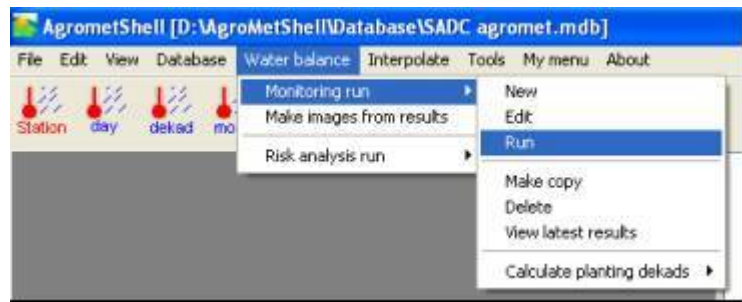 AgrometShell [D:\AgroMetShell\Database\SADC agromet.mdb]
File Edit View Database Water balance Interpolate Tools My menu About
Station day dekad mo
Monitoring run
Make images from results
Risk analysis run
New
Edit
Run
Make copy
Delete
View latest results
Calculate planting dekads